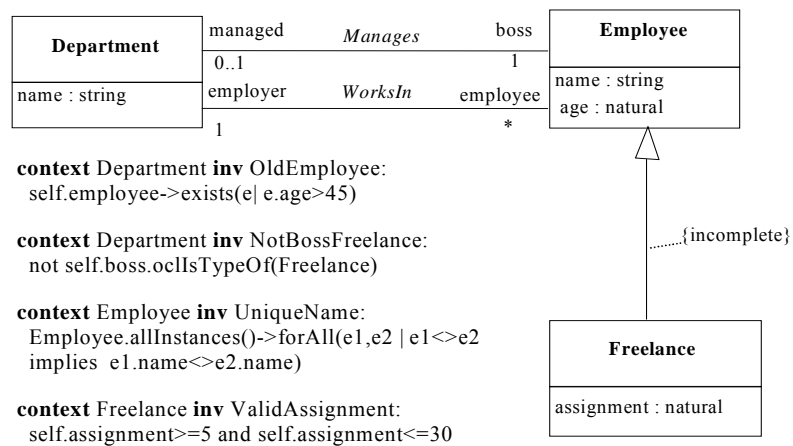 Department
name : string
managed
Manages
boss
0..1
1
employer
WorksIn
employee
1
*
Employee
name : string
age : natural
{incomplete}
Freelance
assignment : natural
context Department inv OldEmployee:
self.employee->exists(e| e.age>45)
context Department inv NotBossFreelance:
not self.boss.oclIsTypeOf(Freelance)
context Employee inv UniqueName:
Employee.allInstances()->forAll(e1,e2 | e1<>e2
implies e1.name<>e2.name)
context Freelance inv ValidAssignment:
self.assignment>=5 and self.assignment<=30